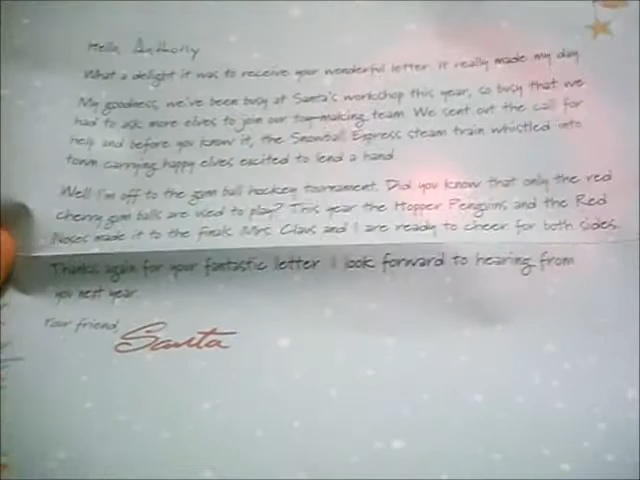 Hello Anthony
What a delight it was to receive your wonderful letter. It really made my day
My goodness, we've been busy at Santa's workshop this year, so busy that we
had to ask more elves to join our toy-making team. We sent out the call for
help and before you know it, the Snowball Express steam train whistled into
town carrying happy elves excited to lend a hand
Well I'm off to the gum ball hockey tournament. Did you know that only the red
cherry gum balls are used to play? This year the Hopper Penguins and the Red
Noses made it to the finals. Mrs. Claus and I are ready to cheer for both sides.
Thanks again for your fantastic letter I look forward to hearing from
you next year
Your friend,
Santa